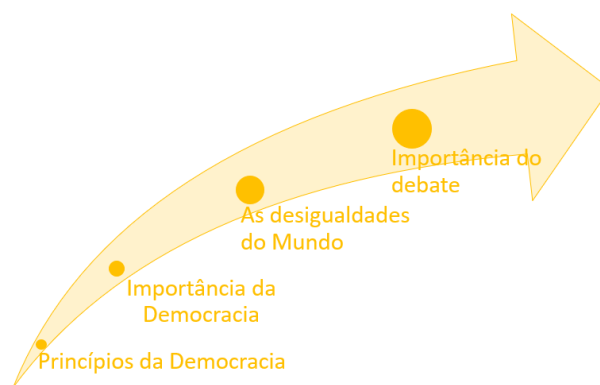 Importância do
debate
As desigualdades
do Mundo
Importância da
Democracia
Princípios da Democracia